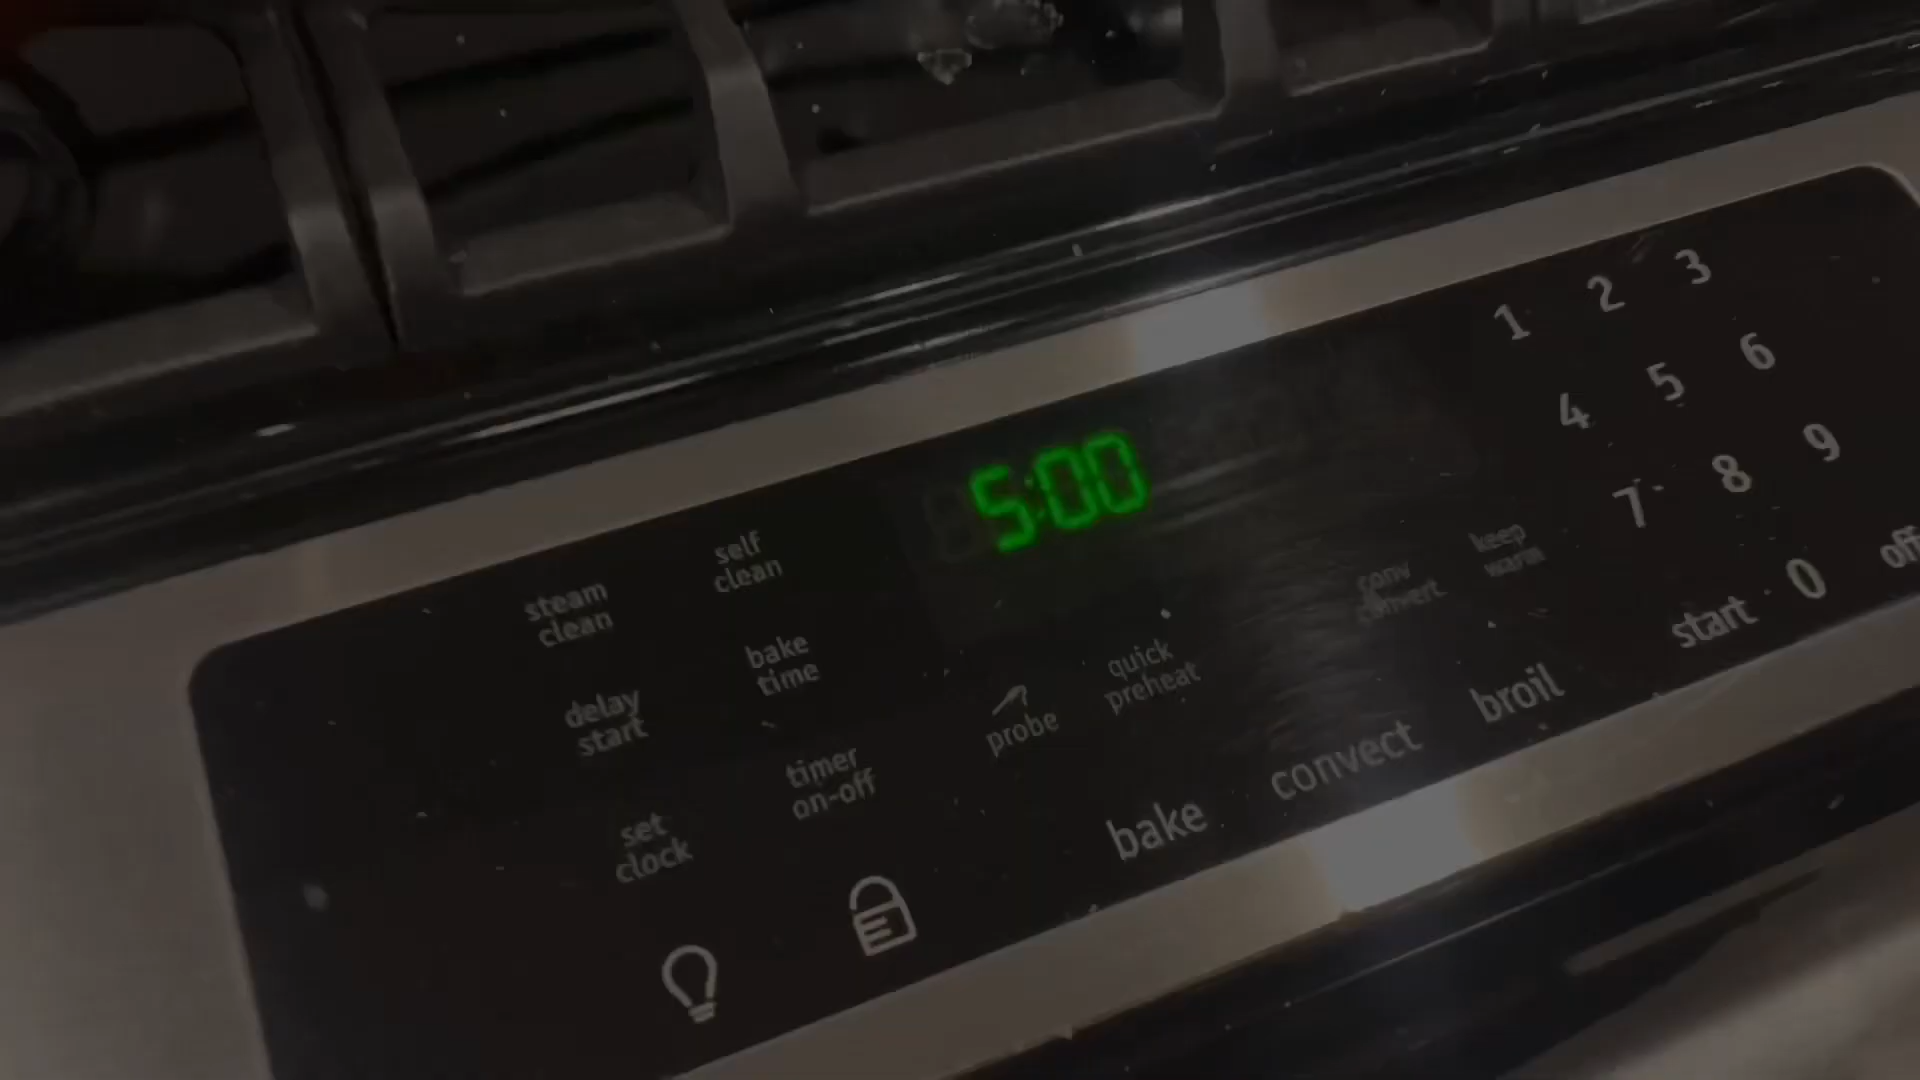 5:00
1 2 3
4 5 6
7 8 9
start 0 off
self
clean
steam
clean
bake
time
delay
start
timer
on-off
set
clock
probe
quick
preheat
conv
convert
keep
warm
bake
convect
broil